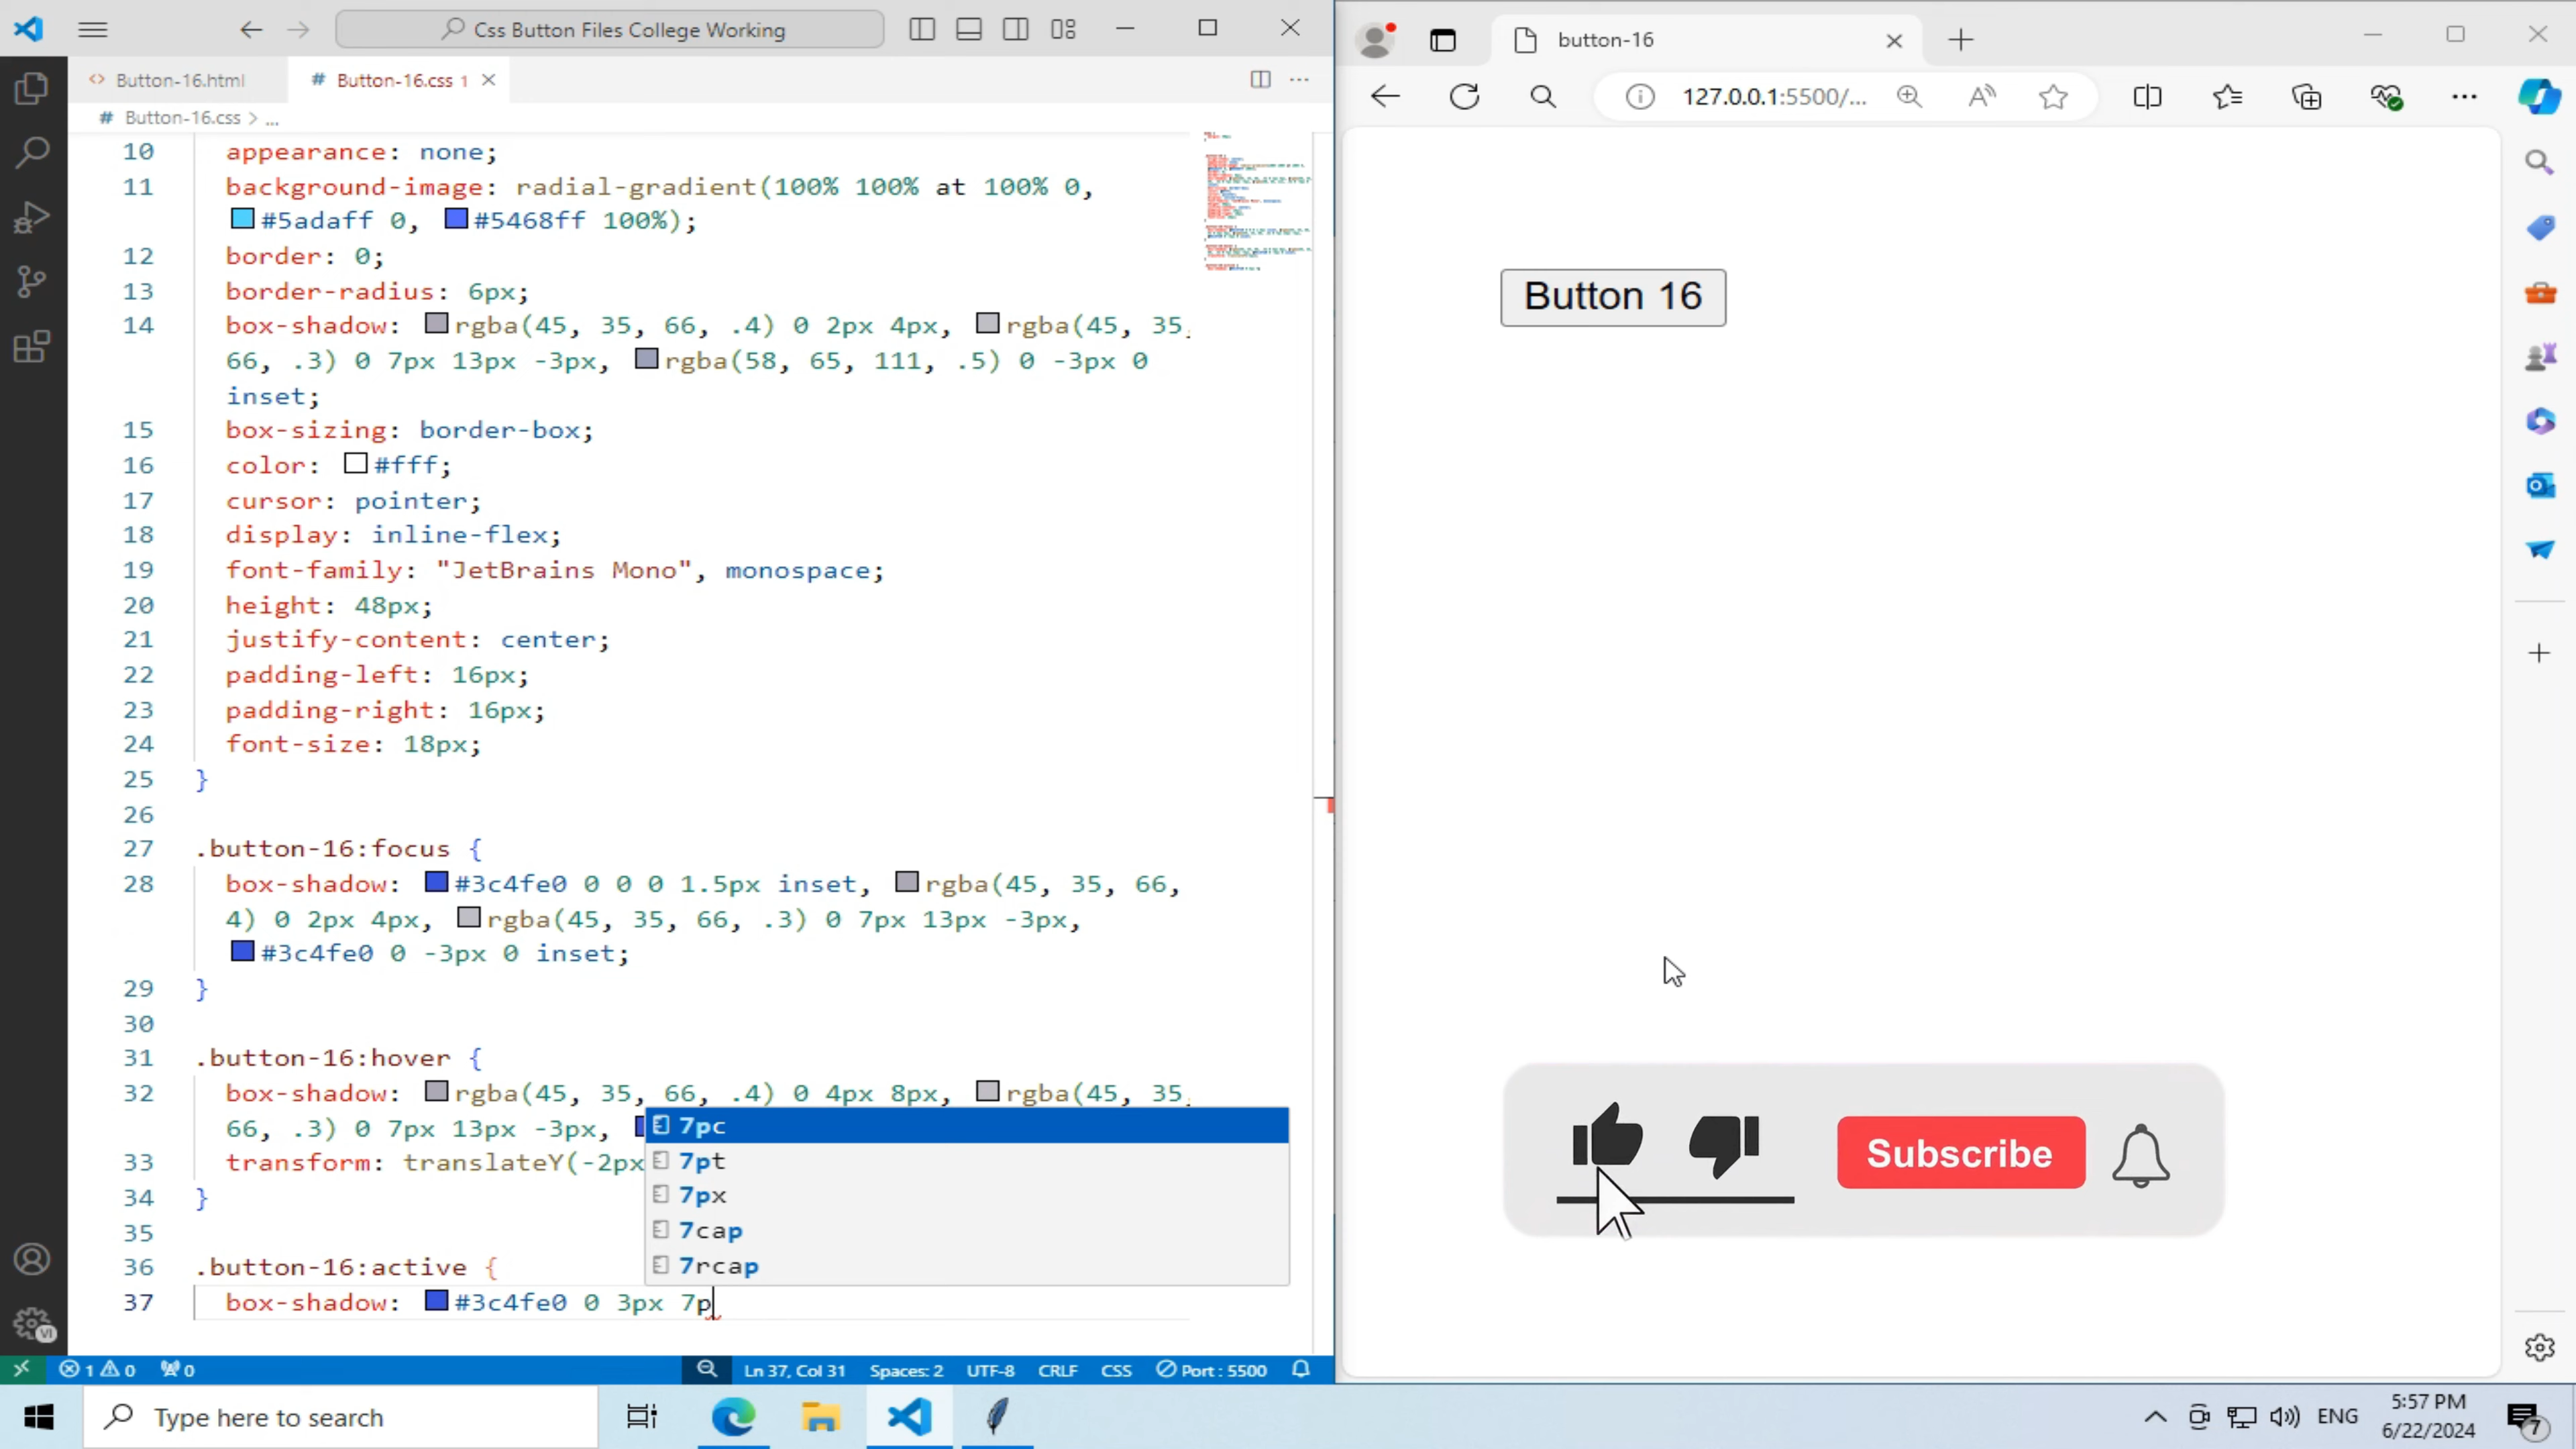 Css Button Files College Working
Button-16.html
Button-16.css 1
Button-16.css > ...
10 appearance: none;
11 background-image: radial-gradient(100% 100% at 100% 0,
#5adaff 0, #5468ff 100%);
12 border: 0;
13 border-radius: 6px;
14 box-shadow: rgba(45, 35, 66, .4) 0 2px 4px, rgba(45, 35,
66, .3) 0 7px 13px -3px, rgba(58, 65, 111, .5) 0 -3px 0
inset;
15 box-sizing: border-box;
16 color: #fff;
17 cursor: pointer;
18 display: inline-flex;
19 font-family: "JetBrains Mono", monospace;
20 height: 48px;
21 justify-content: center;
22 padding-left: 16px;
23 padding-right: 16px;
24 font-size: 18px;
25 }
26
27 .button-16:focus {
28 box-shadow: #3c4fe0 0 0 0 1.5px inset, rgba(45, 35, 66,
4) 0 2px 4px, rgba(45, 35, 66, .3) 0 7px 13px -3px,
#3c4fe0 0 -3px 0 inset;
29 }
30
31 .button-16:hover {
32 box-shadow: rgba(45, 35, 66, .4) 0 4px 8px, rgba(45, 35,
66, .3) 0 7px 13px -3px,
33 transform: translateY(-2px
34 }
35
36 .button-16:active {
37 box-shadow: #3c4fe0 0 3px 7p
7pc
7pt
7px
7cap
7rcap
1 0 0
Ln 37, Col 31 Spaces: 2 UTF-8 CRLF CSS Port : 5500
button-16
127.0.0.1:5500/...
Button 16
Subscribe
Type here to search
ENG
5:57 PM
6/22/2024
7